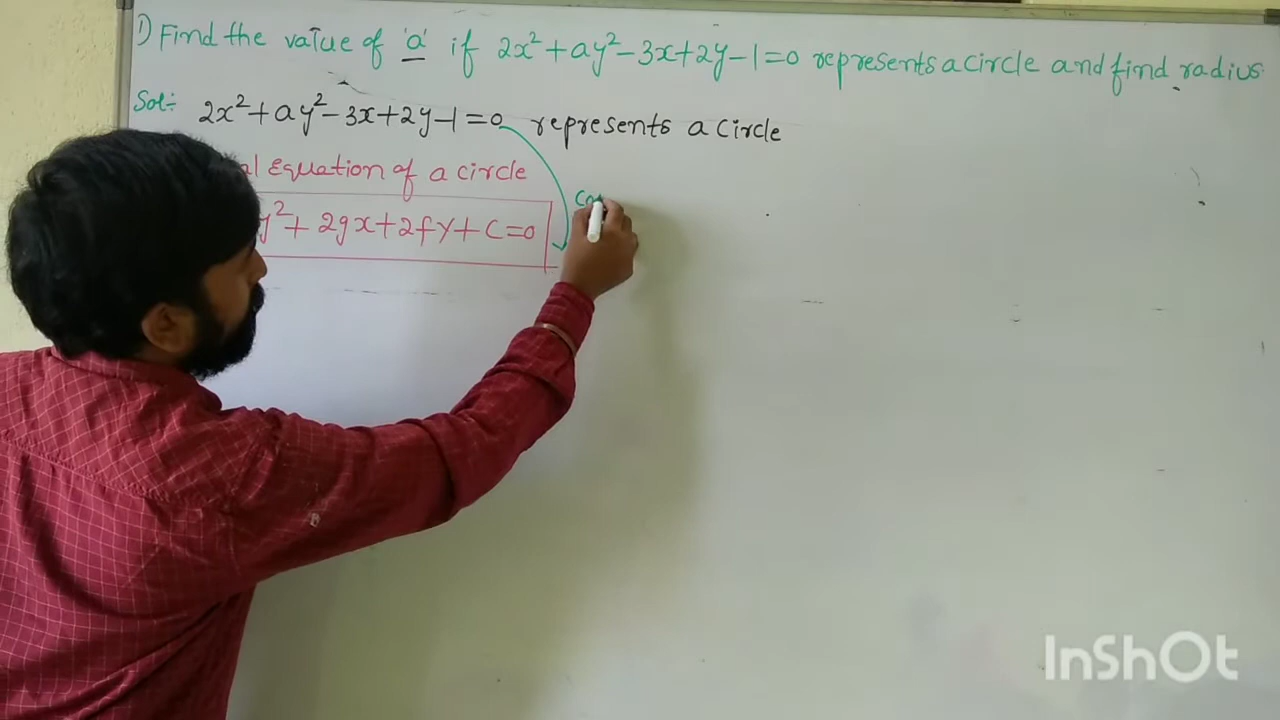 1) Find the value of 'a' if 2x²+ay²-3x+2y-1=0 represents a circle and find radius.
Sol:- 2x²+ay²-3x+2y-1=0 represents a circle
Equation of a circle
y²+2gx+2fy+c=0
InShOt